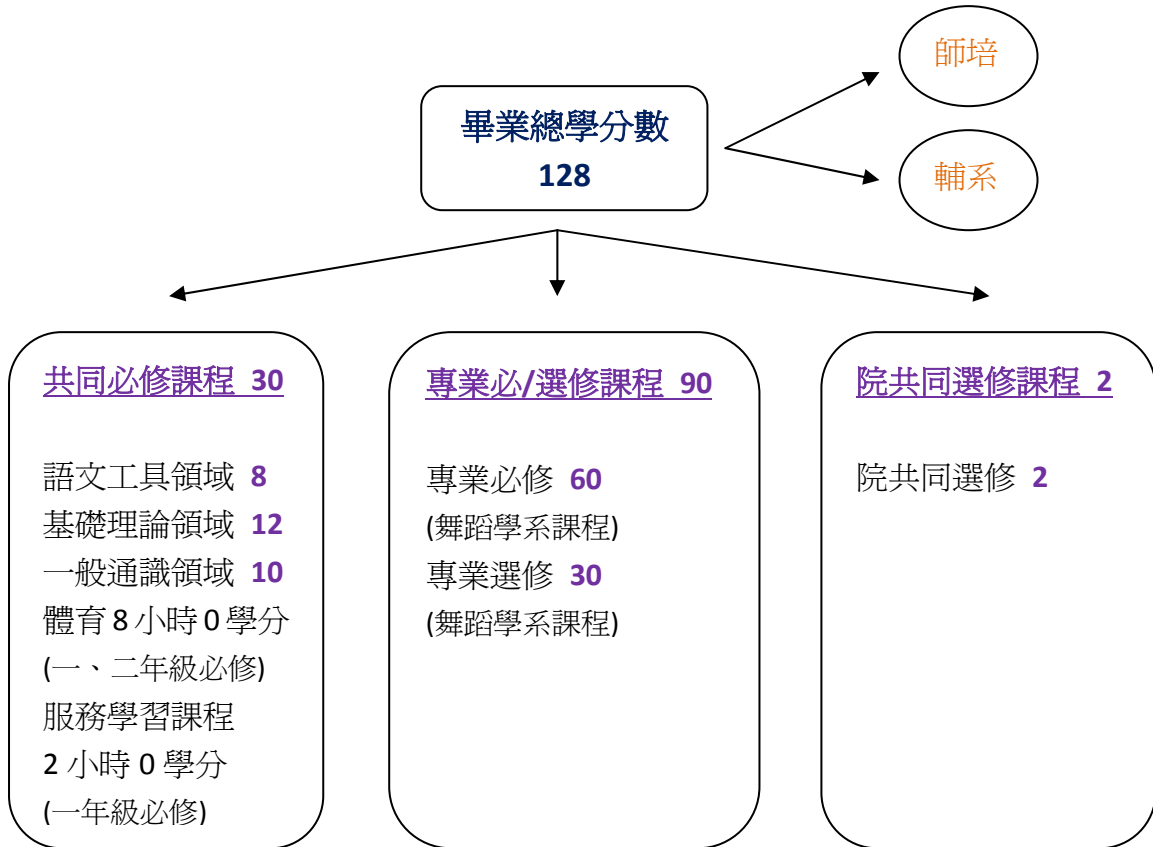 師培
畢業總學分數
128
輔系
共同必修課程 30
語文工具領域 8
基礎理論領域 12
一般通識領域 10
體育 8 小時 0 學分
(一、二年級必修)
服務學習課程
2 小時 0 學分
(一年級必修)
專業必/選修課程 90
專業必修 60
(舞蹈學系課程)
專業選修 30
(舞蹈學系課程)
院共同選修課程 2
院共同選修 2